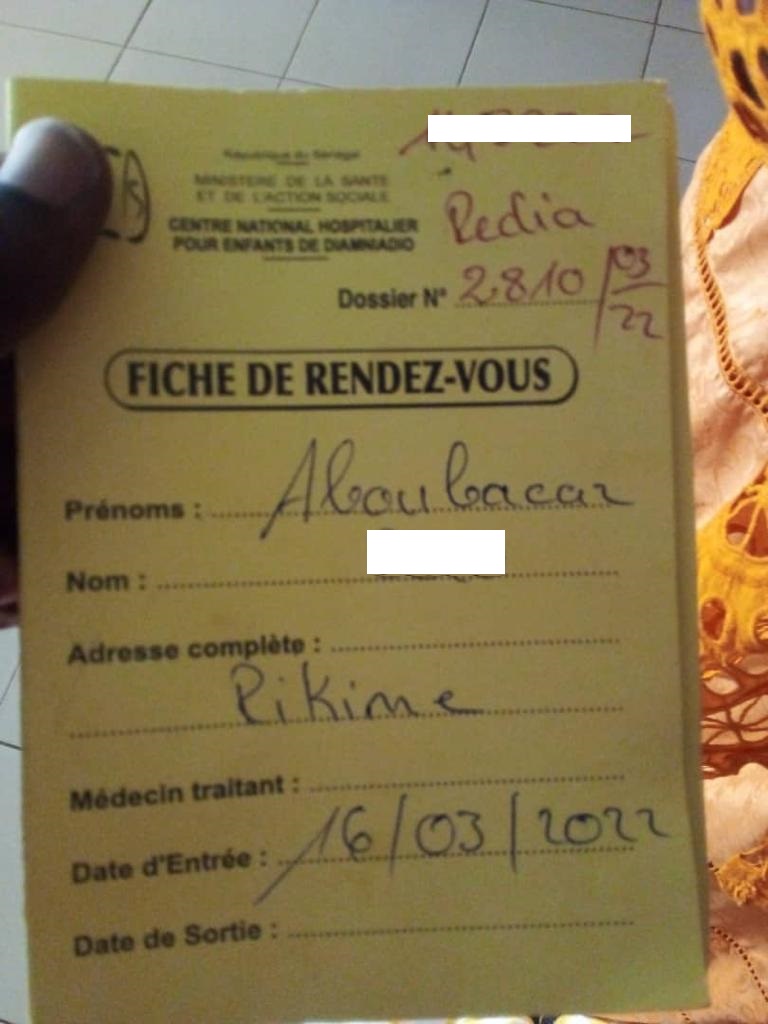 République du Sénégal
MINISTERE DE LA SANTE
ET DE L'ACTION SOCIALE
CENTRE NATIONAL HOSPITALIER
POUR ENFANTS DE DIAMNIADIO
Pedia
Dossier N° 2810/03/22
FICHE DE RENDEZ-VOUS
Prénoms : Aboubacar
Nom :
Adresse complète :
Pikine
Médecin traitant :
Date d'Entrée : 16/03/2022
Date de Sortie :